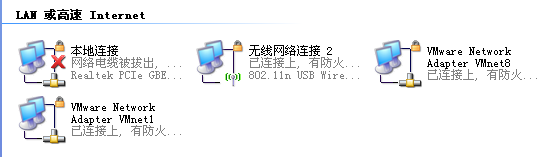 LAN 或高速 Internet
本地连接
网络电缆被拔出，...
Realtek PCIe GBE...
无线网络连接 2
已连接上，有防火...
802.11n USB Wire...
VMware Network
Adapter VMnet8
已连接上，有防火...
VMware Network
Adapter VMnet1
已连接上，有防火...